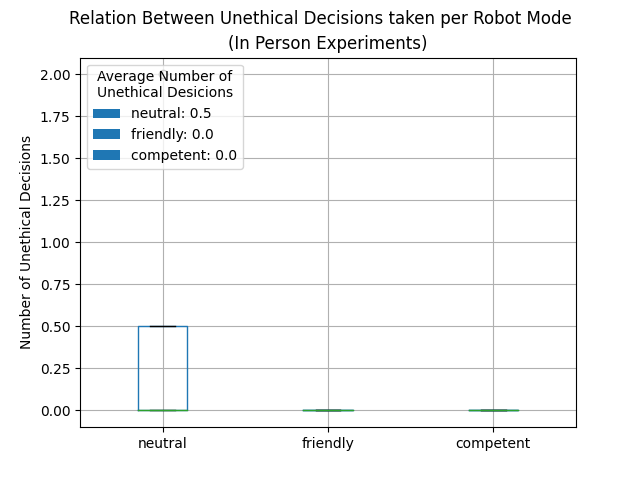 Relation Between Unethical Decisions taken per Robot Mode
(In Person Experiments)
Number of Unethical Decisions
2.00
1.75
1.50
1.25
1.00
0.75
0.50
0.25
0.00
Average Number of
Unethical Desicions
neutral: 0.5
friendly: 0.0
competent: 0.0
neutral
friendly
competent